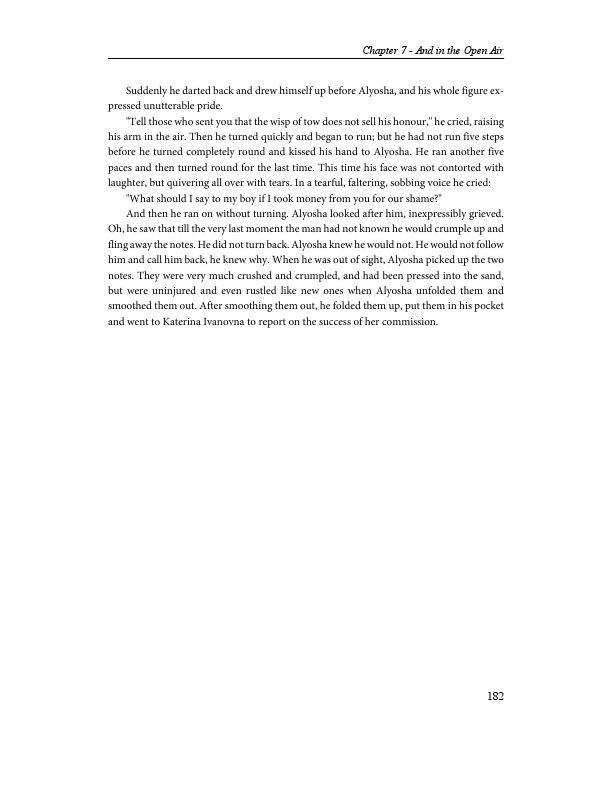 Chapter 7 - And in the Open Air
Suddenly he darted back and drew himself up before Alyosha, and his whole figure ex-
pressed unutterable pride.
"Tell those who sent you that the wisp of tow does not sell his honour," he cried, raising
his arm in the air. Then he turned quickly and began to run; but he had not run five steps
before he turned completely round and kissed his hand to Alyosha. He ran another five
paces and then turned round for the last time. This time his face was not contorted with
laughter, but quivering all over with tears. In a tearful, faltering, sobbing voice he cried:
"What should I say to my boy if I took money from you for our shame?"
And then he ran on without turning. Alyosha looked after him, inexpressibly grieved.
Oh, he saw that till the very last moment the man had not known he would crumple up and
fling away the notes. He did not turn back. Alyosha knew he would not. He would not follow
him and call him back, he knew why. When he was out of sight, Alyosha picked up the two
notes. They were very much crushed and crumpled, and had been pressed into the sand,
but were uninjured and even rustled like new ones when Alyosha unfolded them and
smoothed them out. After smoothing them out, he folded them up, put them in his pocket
and went to Katerina Ivanovna to report on the success of her commission.
182